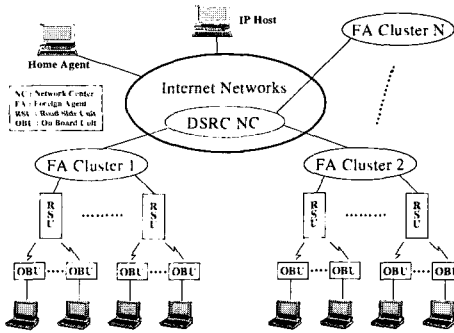 IP Host
FA Cluster N
Home Agent
Internet Networks
NC : Network Center
FA : Foreign Agent
RSU : Road Side Unit
OBU : On Board Unit
DSRC NC
FA Cluster 1
FA Cluster 2
RSU
RSU
RSU
RSU
OBU
OBU
OBU
OBU
OBU
OBU
OBU
OBU